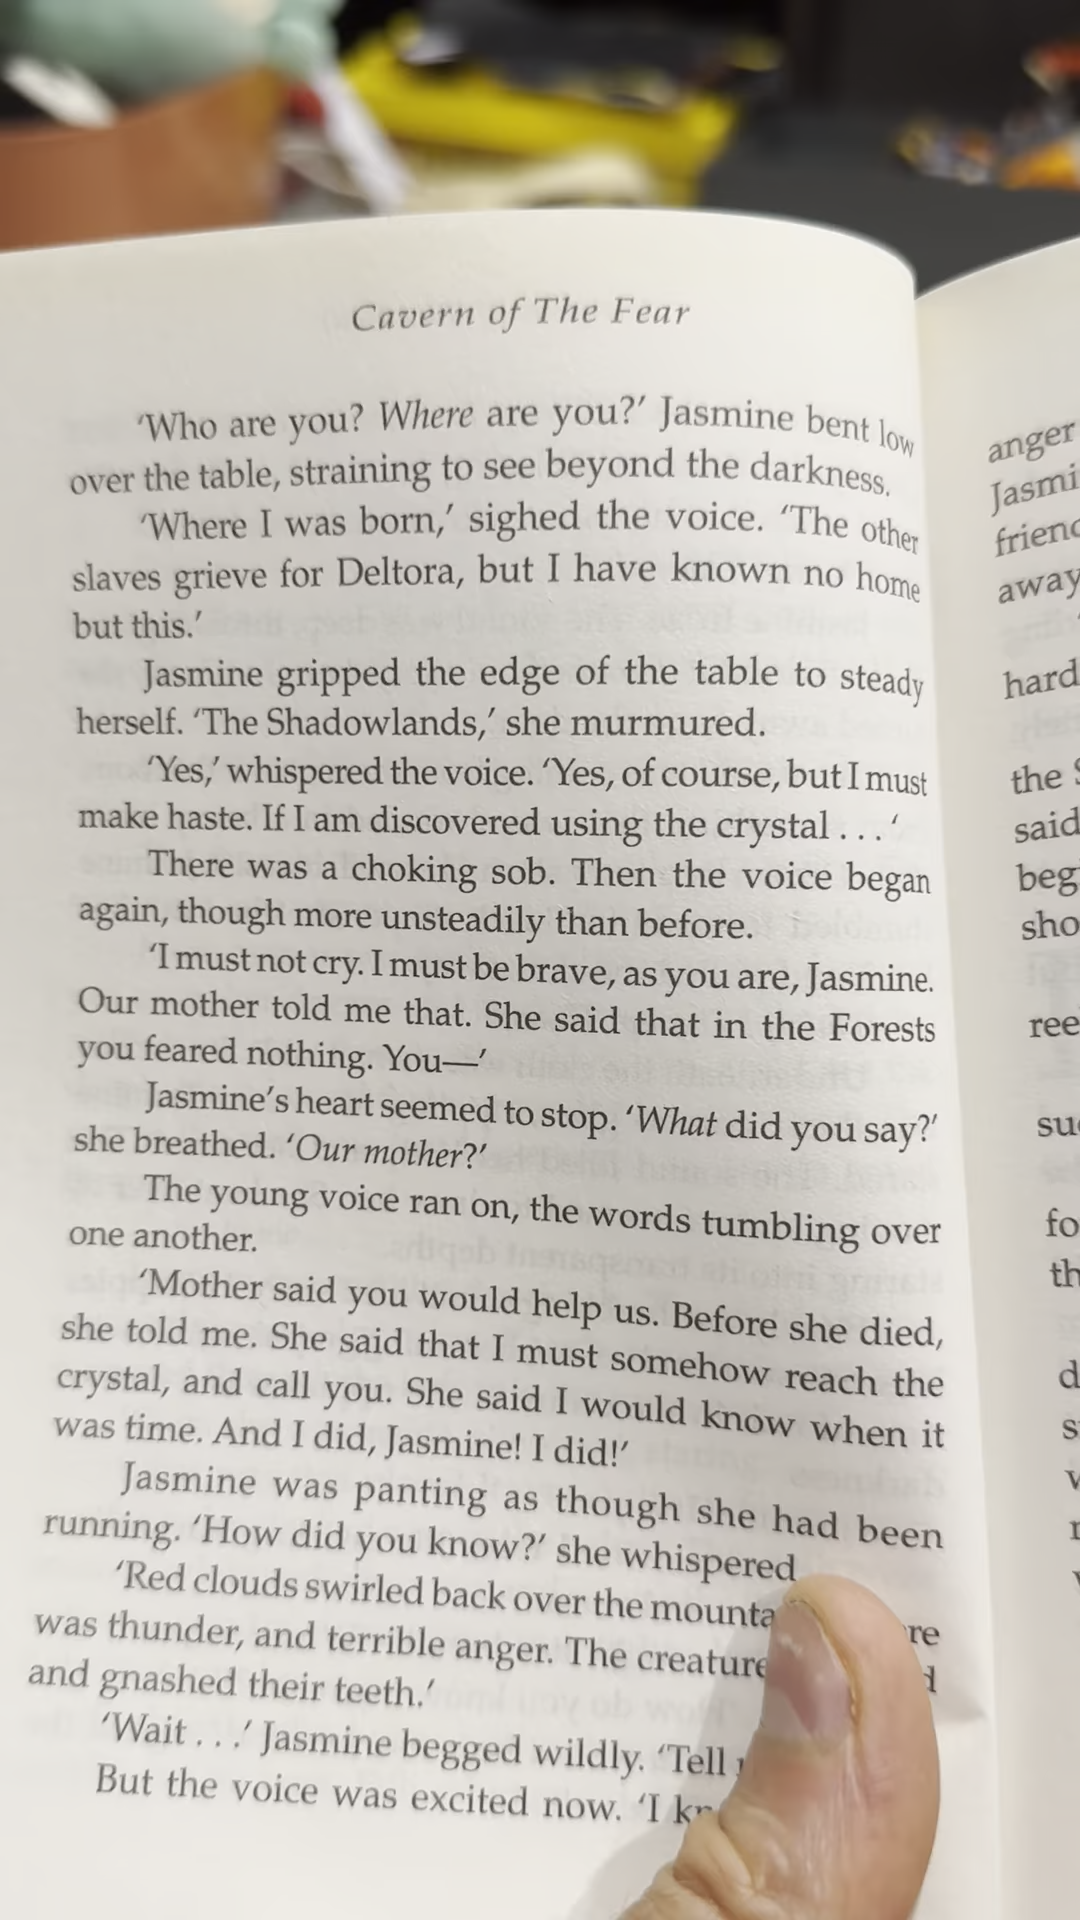 Cavern of The Fear
‘Who are you? Where are you?’ Jasmine bent low
over the table, straining to see beyond the darkness.
‘Where I was born,’ sighed the voice. ‘The other
slaves grieve for Deltora, but I have known no home
but this.’
Jasmine gripped the edge of the table to steady
herself. ‘The Shadowlands,’ she murmured.
‘Yes,’ whispered the voice. ‘Yes, of course, but I must
make haste. If I am discovered using the crystal . . . ‘
There was a choking sob. Then the voice began
again, though more unsteadily than before.
‘I must not cry. I must be brave, as you are, Jasmine.
Our mother told me that. She said that in the Forests
you feared nothing. You—’
Jasmine’s heart seemed to stop. ‘What did you say?’
she breathed. ‘Our mother?’
The young voice ran on, the words tumbling over
one another.
‘Mother said you would help us. Before she died,
she told me. She said that I must somehow reach the
crystal, and call you. She said I would know when it
was time. And I did, Jasmine! I did!’
Jasmine was panting as though she had been
running. ‘How did you know?’ she whispered
‘Red clouds swirled back over the
was thunder, and terrible anger. The
and gnashed their teeth.’
‘Wait . . .’ Jasmine begged wildly. ‘Tell
But the voice was excited now. ‘I
anger
away
hard
the
said